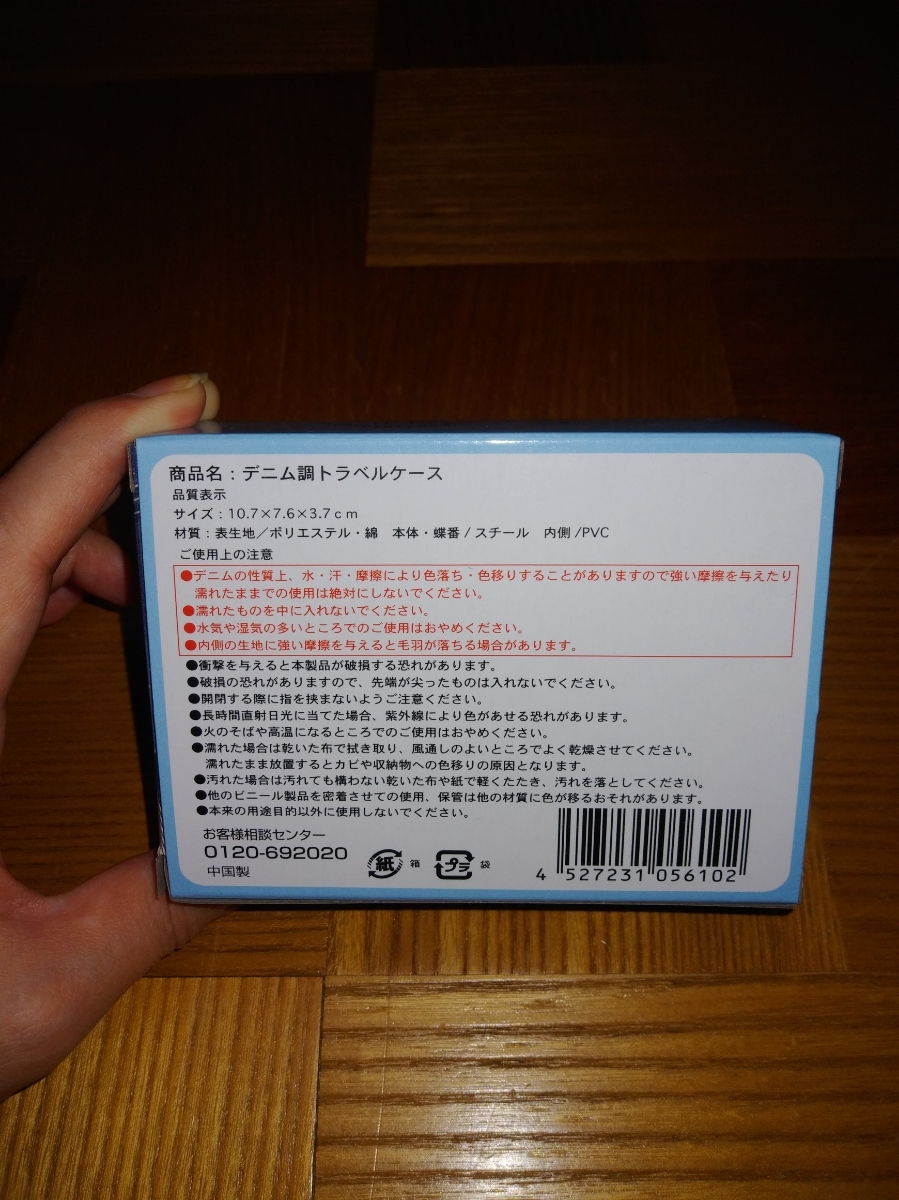 商品名：デニム調トラベルケース
品質表示
サイズ：10.7×7.6×3.7ｃｍ
材質：表生地／ポリエステル・綿　本体・蝶番 / スチール　内側 /PVC
ご使用上の注意
●デニムの性質上、水・汗・摩擦により色落ち・色移りすることがありますので強い摩擦を与えたり
濡れたままでの使用は絶対にしないでください。
●濡れたものを中に入れないでください。
●水気や湿気の多いところでのご使用はおやめください。
●内側の生地に強い摩擦を与えると毛羽が落ちる場合があります。
●衝撃を与えると本製品が破損する恐れがあります。
●破損の恐れがありますので、先端が尖ったものは入れないでください。
●開閉する際に指を挟まないようご注意ください。
●長時間直射日光に当てた場合、紫外線により色があせる恐れがあります。
●火のそばや高温になるところでのご使用はおやめください。
●濡れた場合は乾いた布で拭き取り、風通しのよいところでよく乾燥させてください。
濡れたまま放置するとカビや収納物への色移りの原因となります。
●汚れた場合は汚れても構わない乾いた布や紙で軽くたたき、汚れを落としてください。
●他のビニール製品を密着させての使用、保管は他の材質に色が移るおそれがあります。
●本来の用途目的以外に使用しないでください。
お客様相談センター
0120-692020
中国製
紙 箱 プラ 袋
4 527231 056102